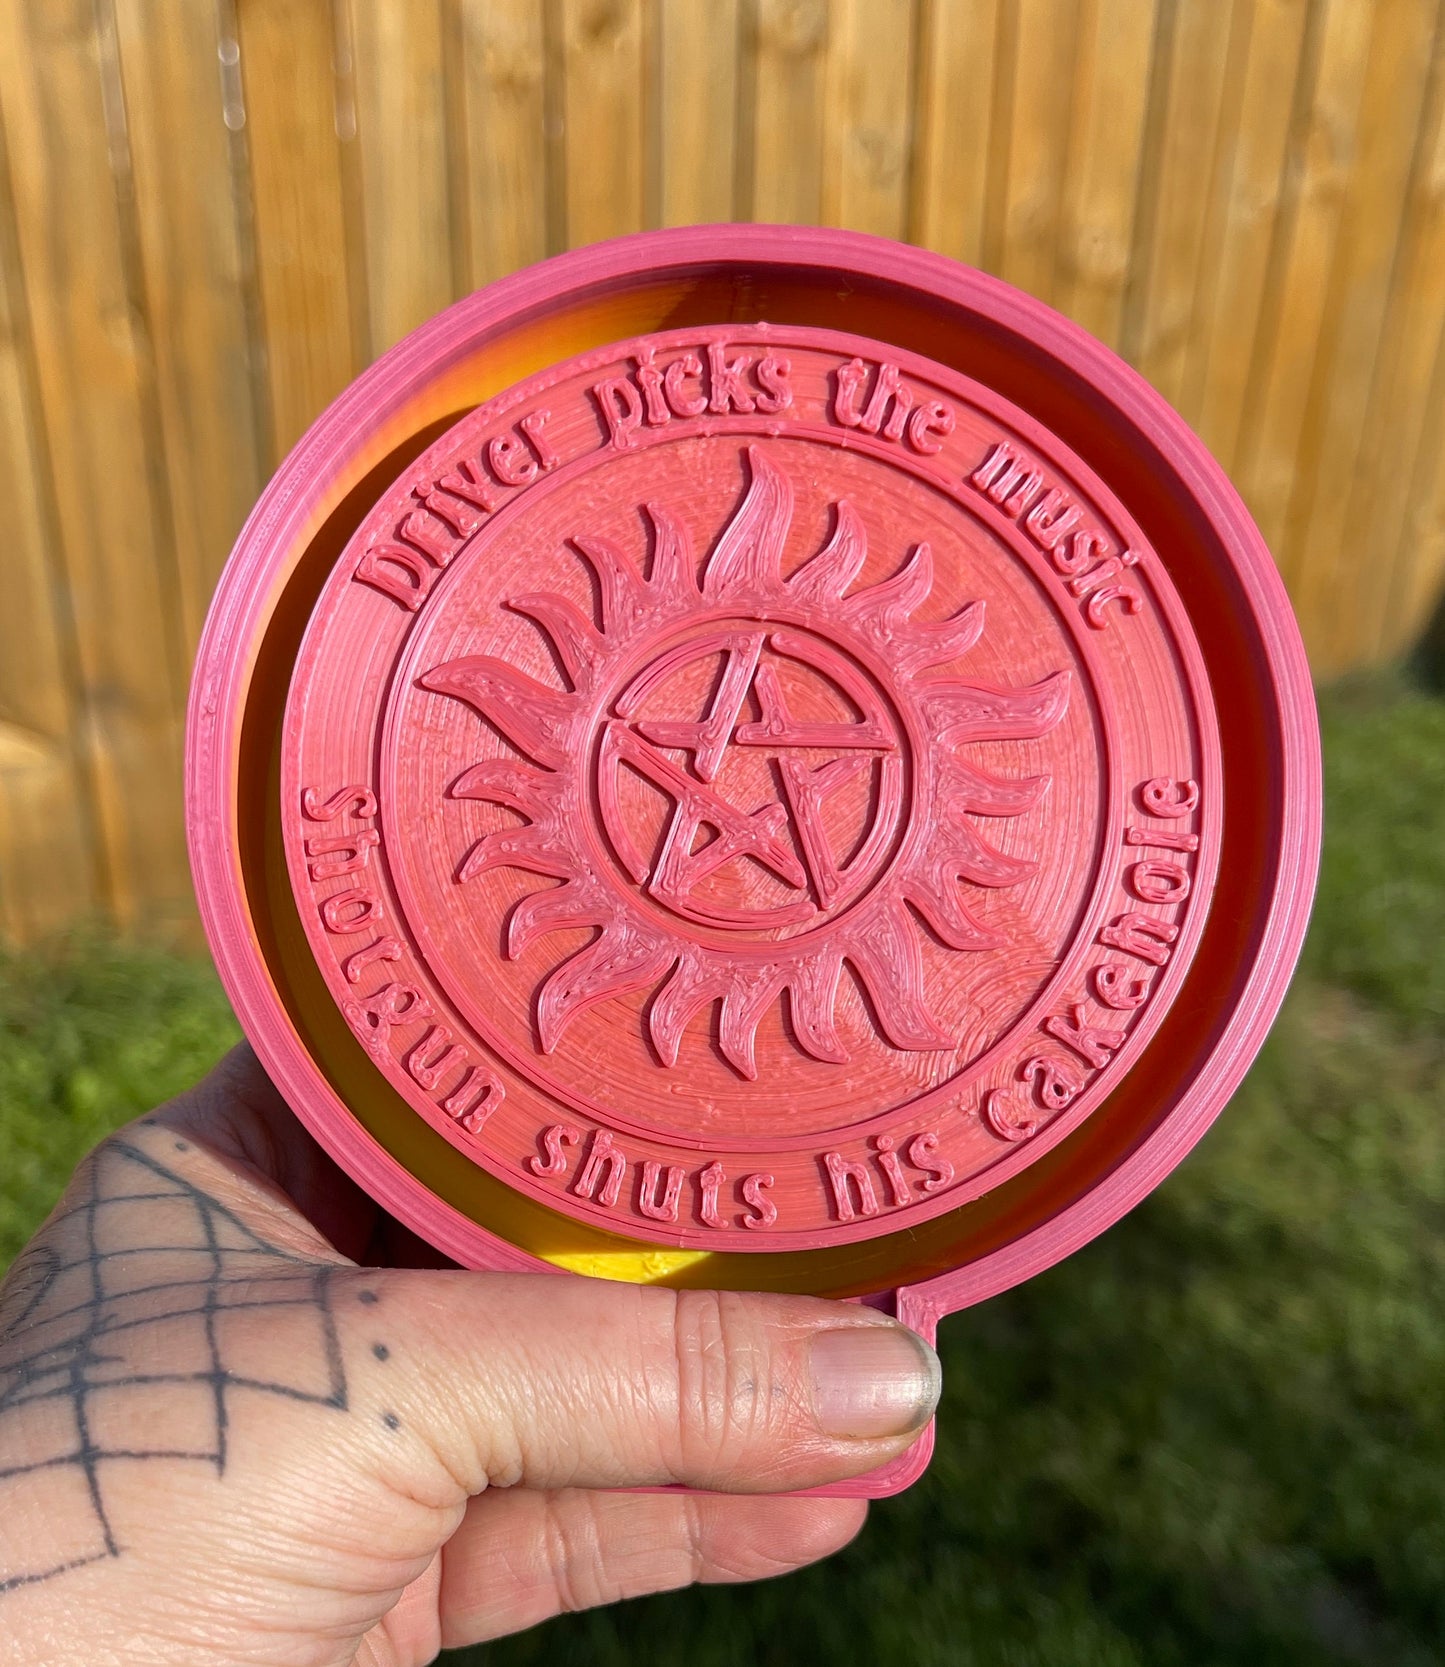 Driver picks the music
Shotgun shuts his cakehole